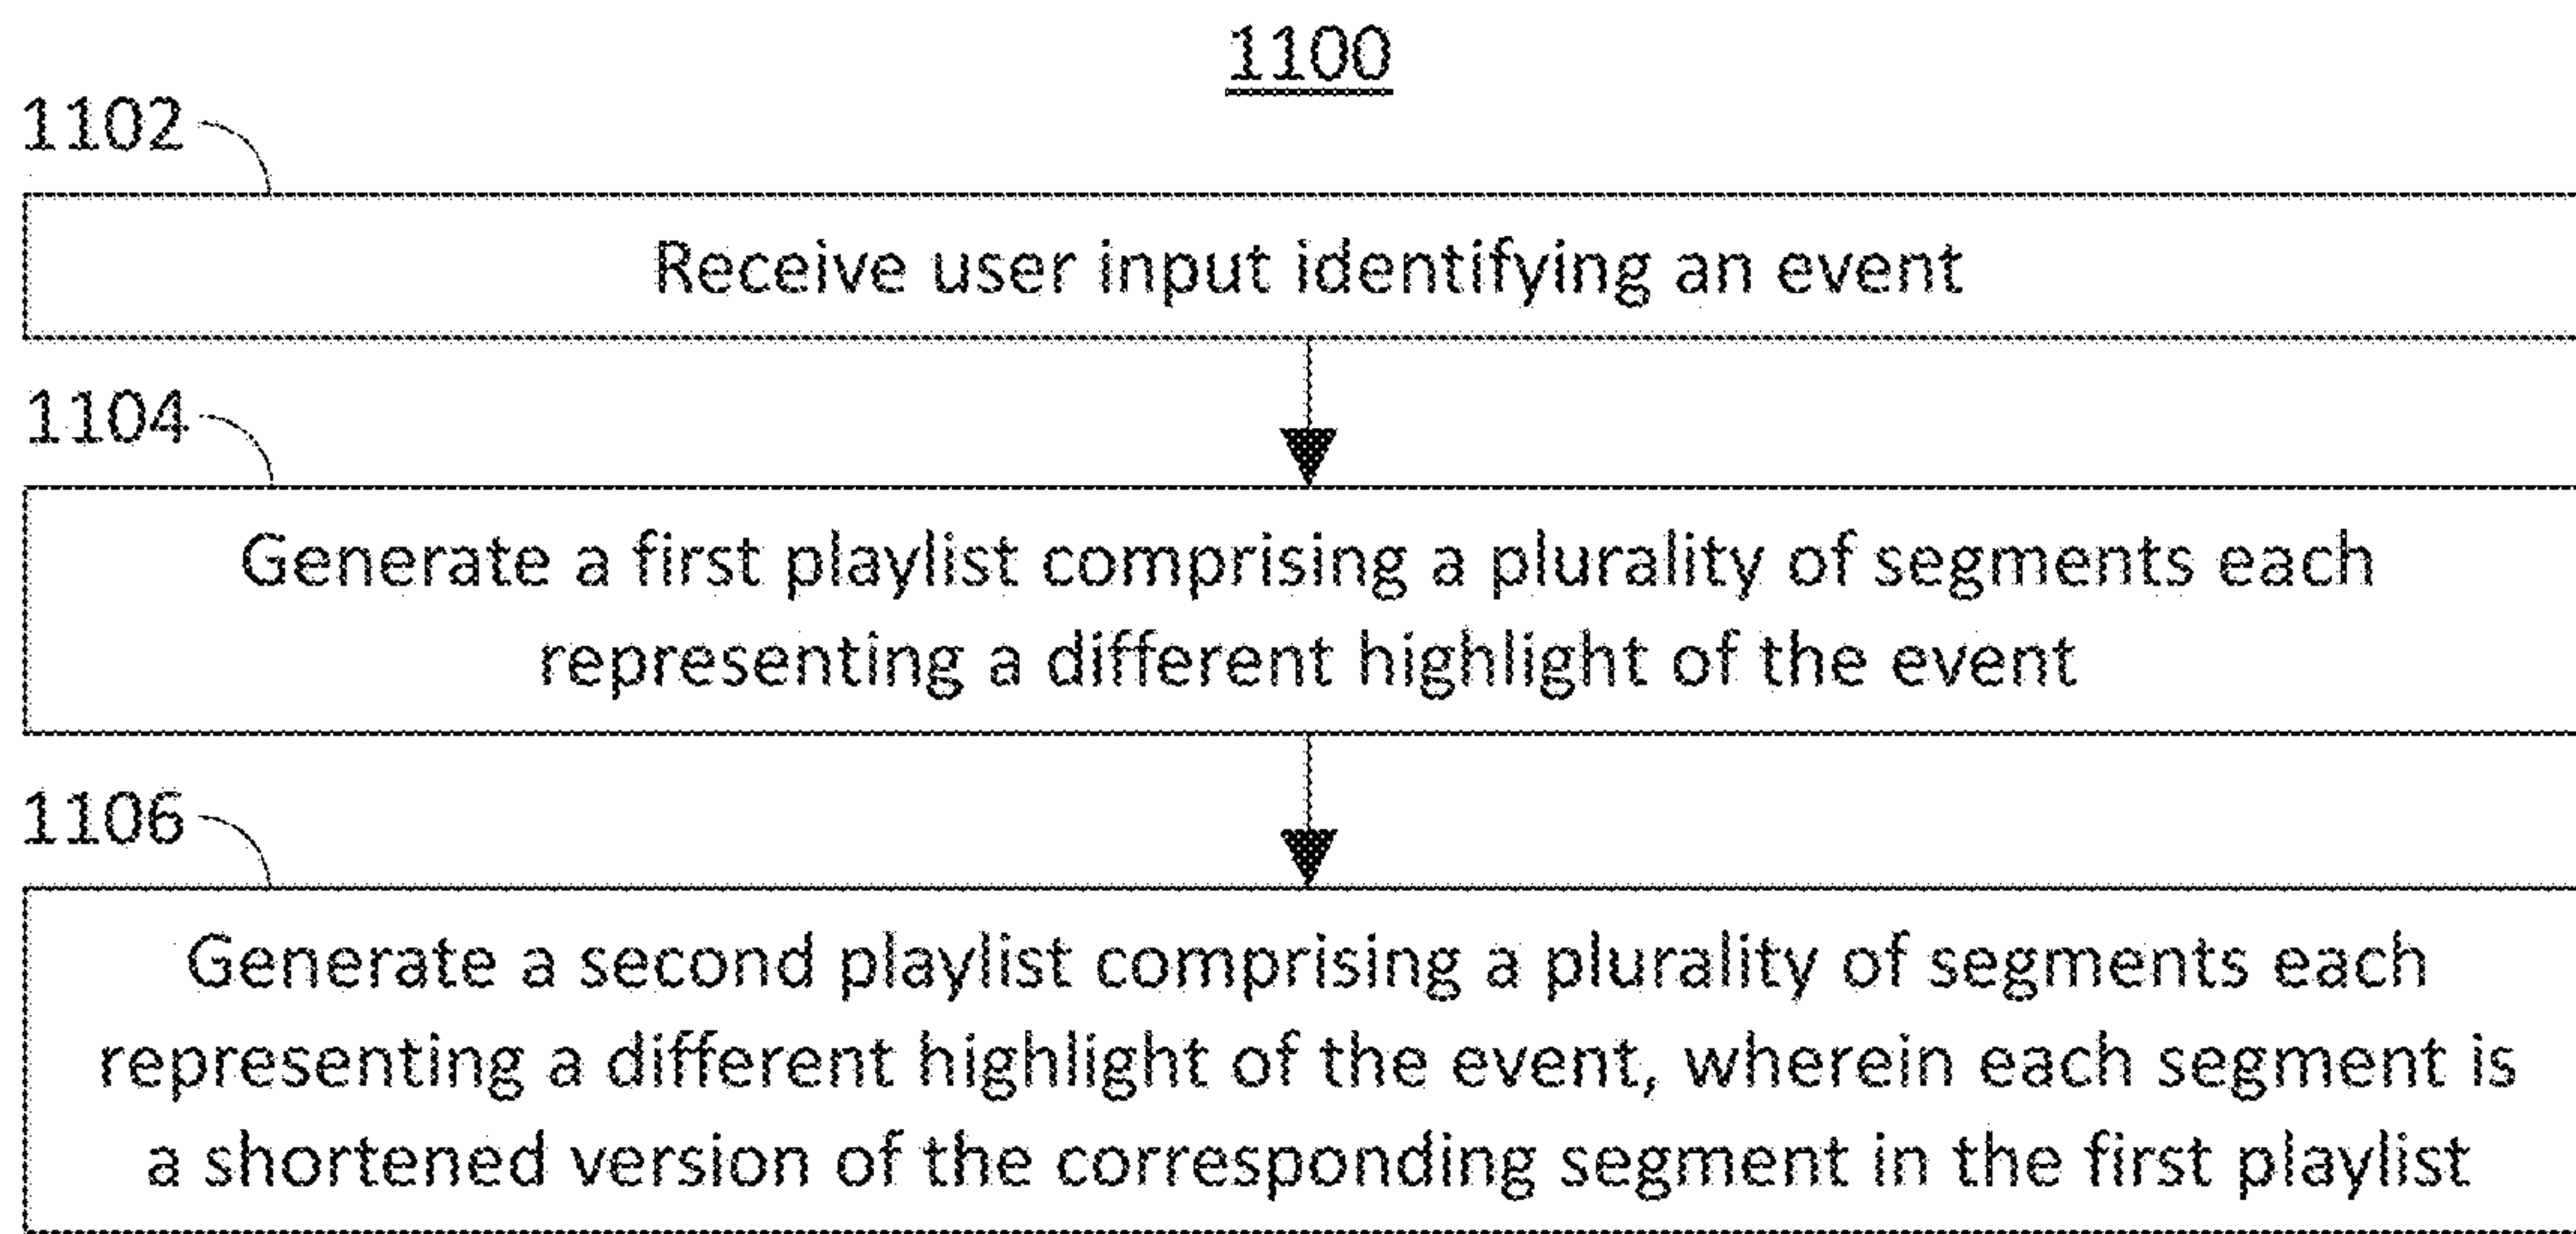 1100
1102
Receive user input identifying an event
1104
Generate a first playlist comprising a plurality of segments each
representing a different highlight of the event
1106
Generate a second playlist comprising a plurality of segments each
representing a different highlight of the event, wherein each segment is
a shortened version of the corresponding segment in the first playlist